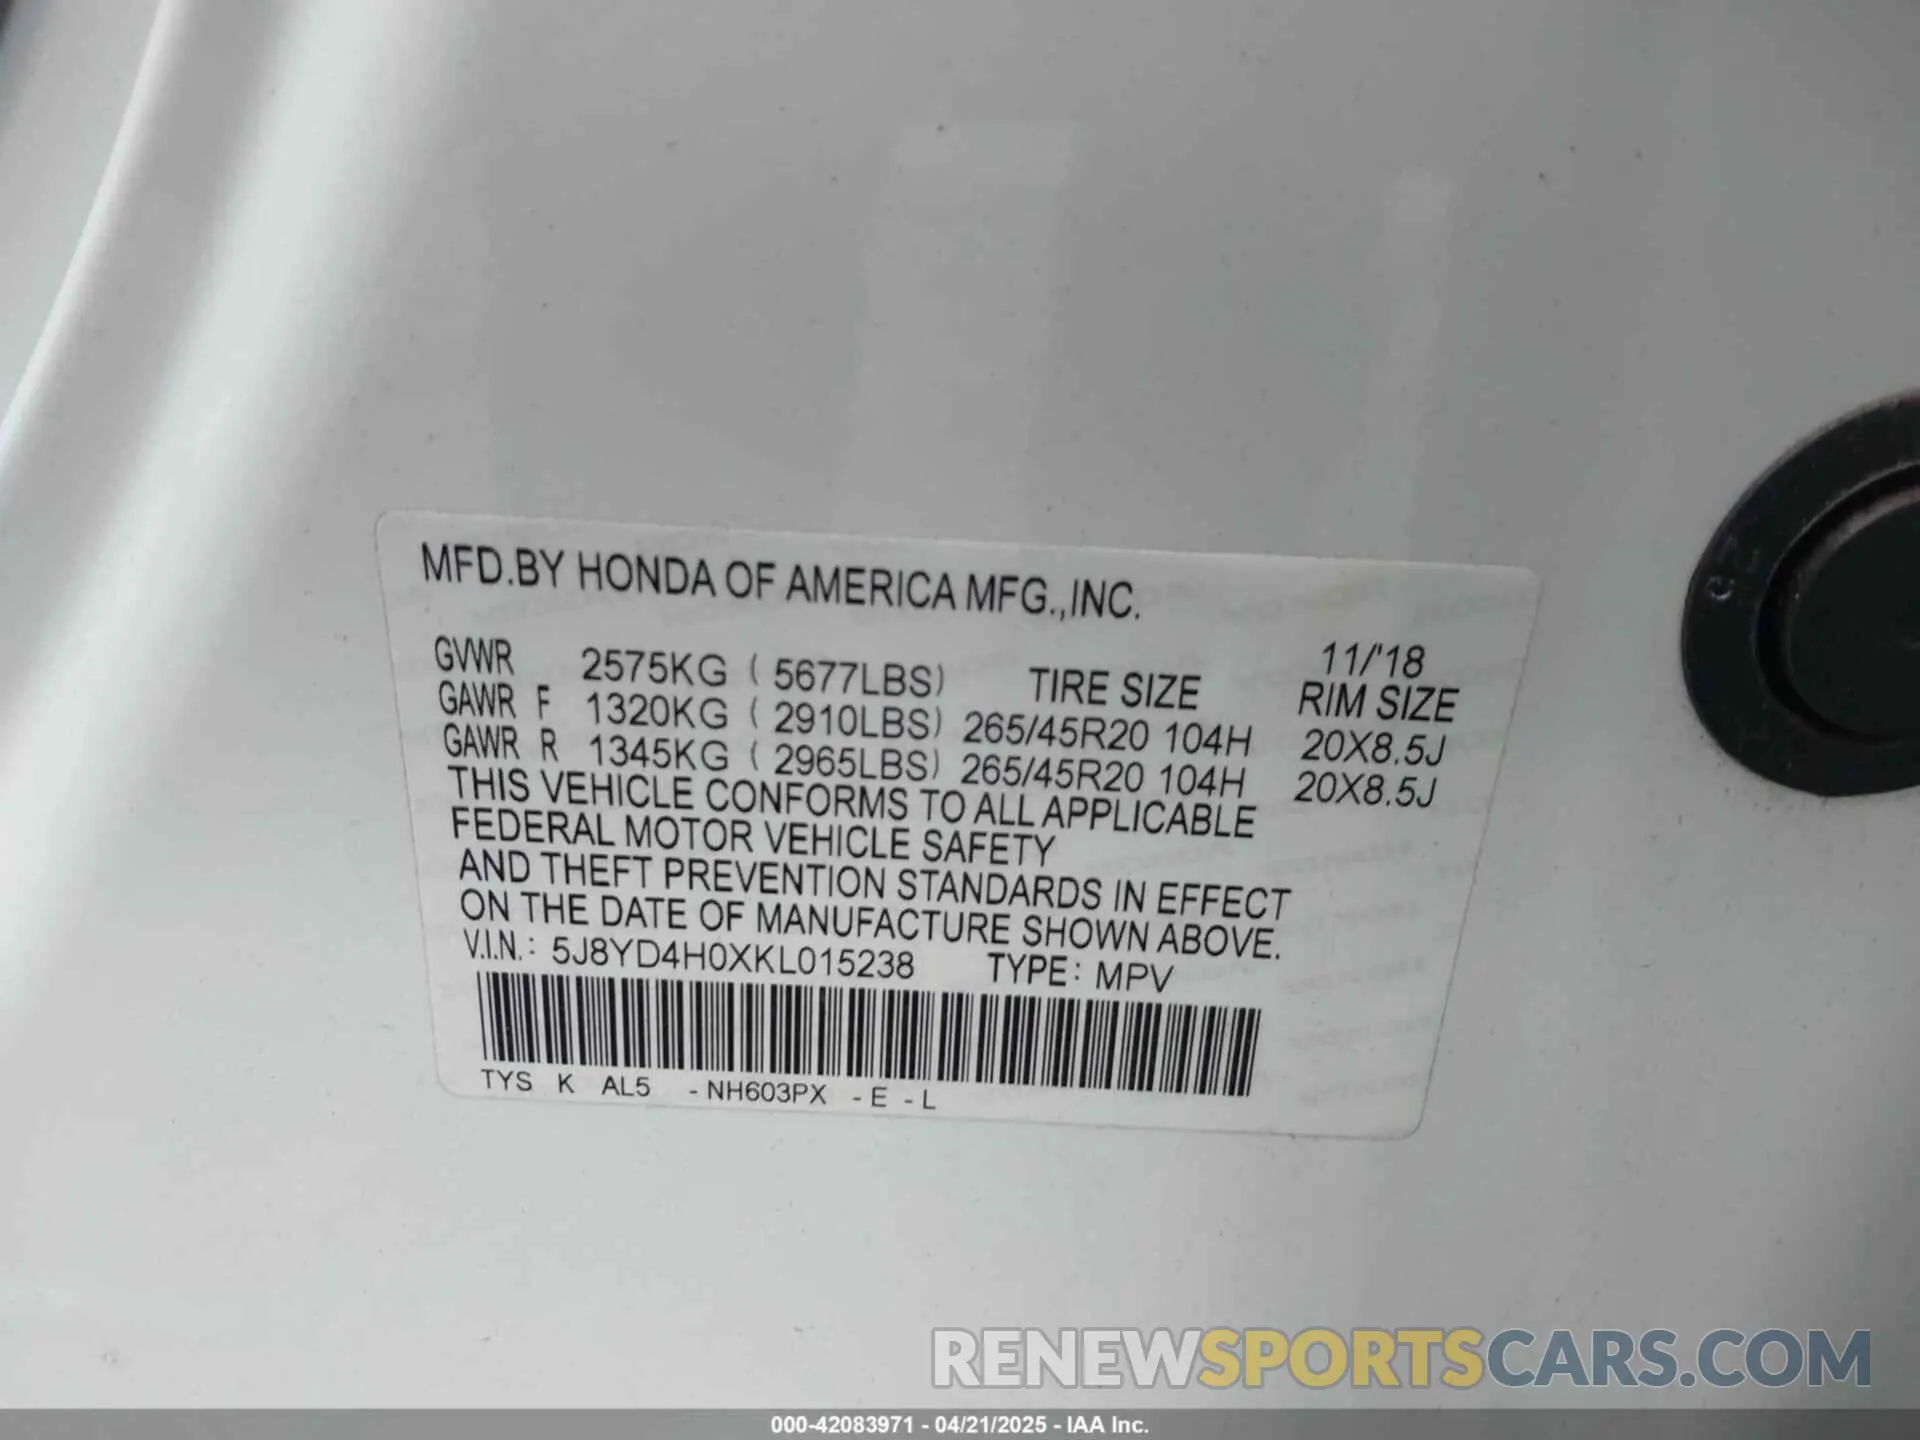 MFD.BY HONDA OF AMERICA MFG.,INC.
11/'18
GVWR 2575KG ( 5677LBS) TIRE SIZE RIM SIZE
GAWR F 1320KG ( 2910LBS) 265/45R20 104H 20X8.5J
GAWR R 1345KG ( 2965LBS) 265/45R20 104H 20X8.5J
THIS VEHICLE CONFORMS TO ALL APPLICABLE
FEDERAL MOTOR VEHICLE SAFETY
AND THEFT PREVENTION STANDARDS IN EFFECT
ON THE DATE OF MANUFACTURE SHOWN ABOVE.
V.I.N.: 5J8YD4H0XKL015238 TYPE: MPV
TYS K AL5 -NH603PX -E -L
RENEWSPORTSCARS.COM
000-42083971 - 04/21/2025 - IAA Inc.